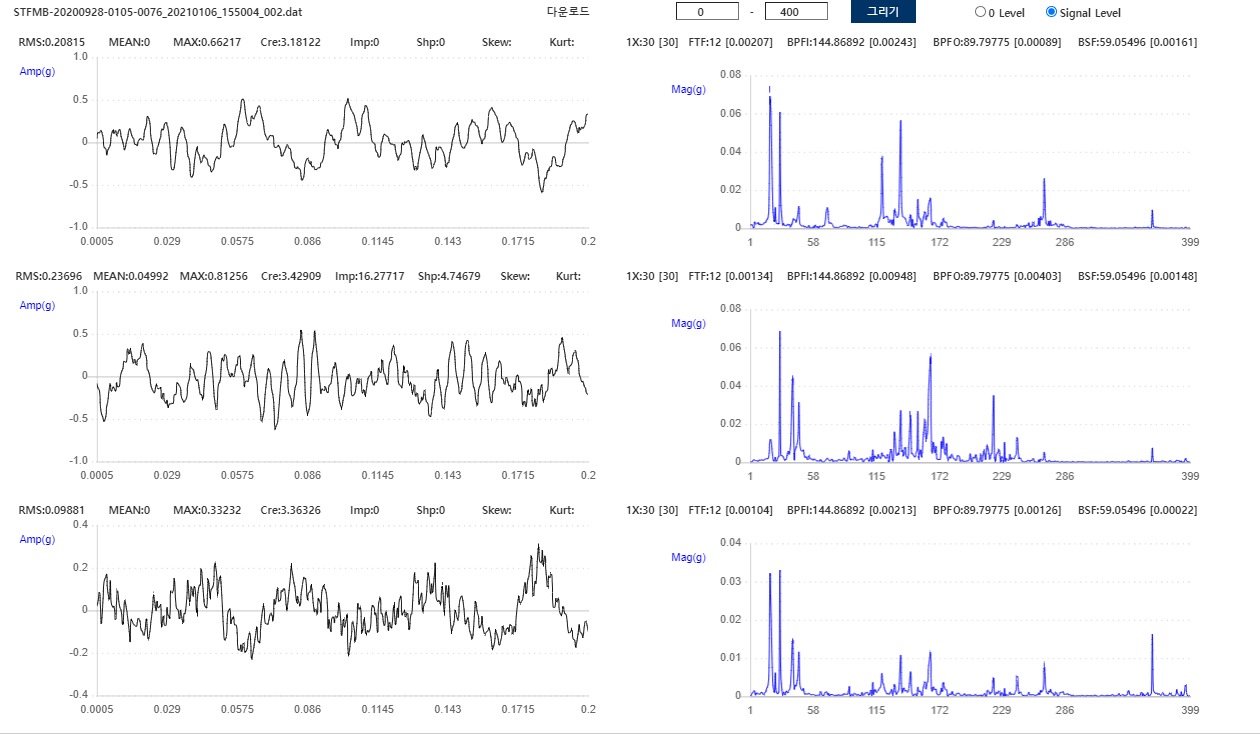 STFMB-20200928-0105-0076_20210106_155004_002.dat 다운로드 0 - 400 그리기 0 Level Signal Level
RMS:0.20815 MEAN:0 MAX:0.66217 Cre:3.18122 Imp:0 Shp:0 Skew: Kurt:
Amp(g)
1.0
0.5
0
-0.5
-1.0
0.0005 0.029 0.0575 0.086 0.1145 0.143 0.1715 0.2
1X:30 [30] FTF:12 [0.00207] BPFI:144.86892 [0.00243] BPFO:89.79775 [0.00089] BSF:59.05496 [0.00161]
Mag(g)
0.08
0.06
0.04
0.02
0
1 58 115 172 229 286 399
RMS:0.23696 MEAN:0.04992 MAX:0.81256 Cre:3.42909 Imp:16.27717 Shp:4.74679 Skew: Kurt:
Amp(g)
1.0
0.5
0
-0.5
-1.0
0.0005 0.029 0.0575 0.086 0.1145 0.143 0.1715 0.2
1X:30 [30] FTF:12 [0.00134] BPFI:144.86892 [0.00948] BPFO:89.79775 [0.00403] BSF:59.05496 [0.00148]
Mag(g)
0.08
0.06
0.04
0.02
0
1 58 115 172 229 286 399
RMS:0.09881 MEAN:0 MAX:0.33232 Cre:3.36326 Imp:0 Shp:0 Skew: Kurt:
Amp(g)
0.4
0.2
0
-0.2
-0.4
0.0005 0.029 0.0575 0.086 0.1145 0.143 0.1715 0.2
1X:30 [30] FTF:12 [0.00104] BPFI:144.86892 [0.00213] BPFO:89.79775 [0.00126] BSF:59.05496 [0.00022]
Mag(g)
0.04
0.03
0.02
0.01
0
1 58 115 172 229 286 399